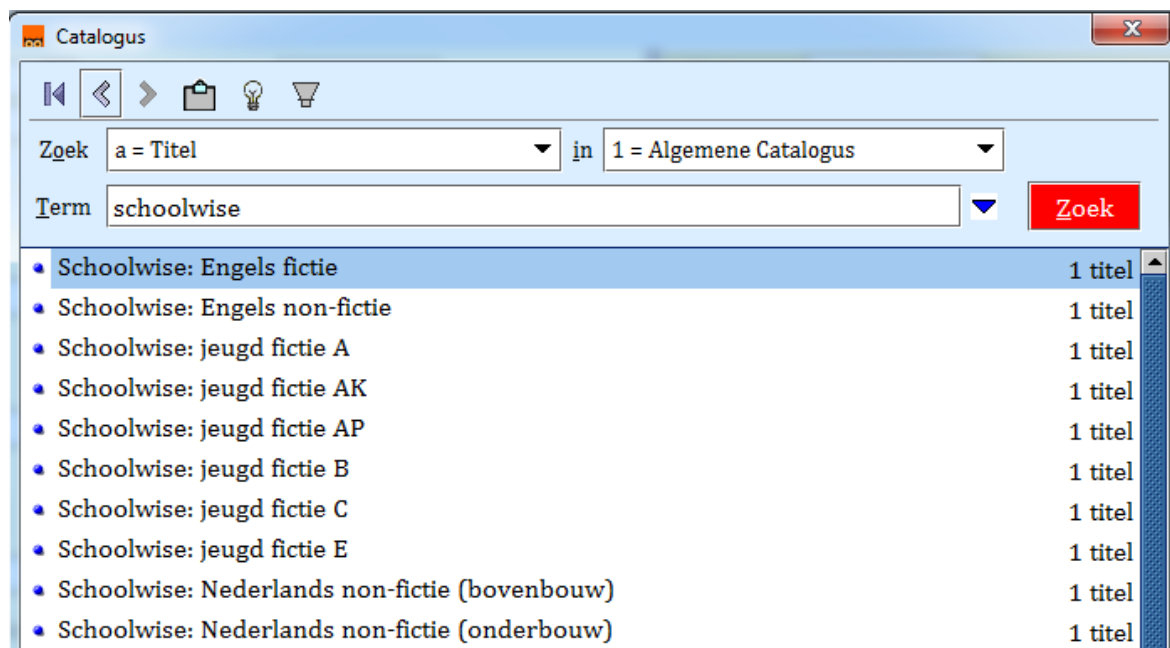 Catalogus
Zoek a = Titel in 1 = Algemene Catalogus
Term schoolwise Zoek
Schoolwise: Engels fictie 1 titel
Schoolwise: Engels non-fictie 1 titel
Schoolwise: jeugd fictie A 1 titel
Schoolwise: jeugd fictie AK 1 titel
Schoolwise: jeugd fictie AP 1 titel
Schoolwise: jeugd fictie B 1 titel
Schoolwise: jeugd fictie C 1 titel
Schoolwise: jeugd fictie E 1 titel
Schoolwise: Nederlands non-fictie (bovenbouw) 1 titel
Schoolwise: Nederlands non-fictie (onderbouw) 1 titel